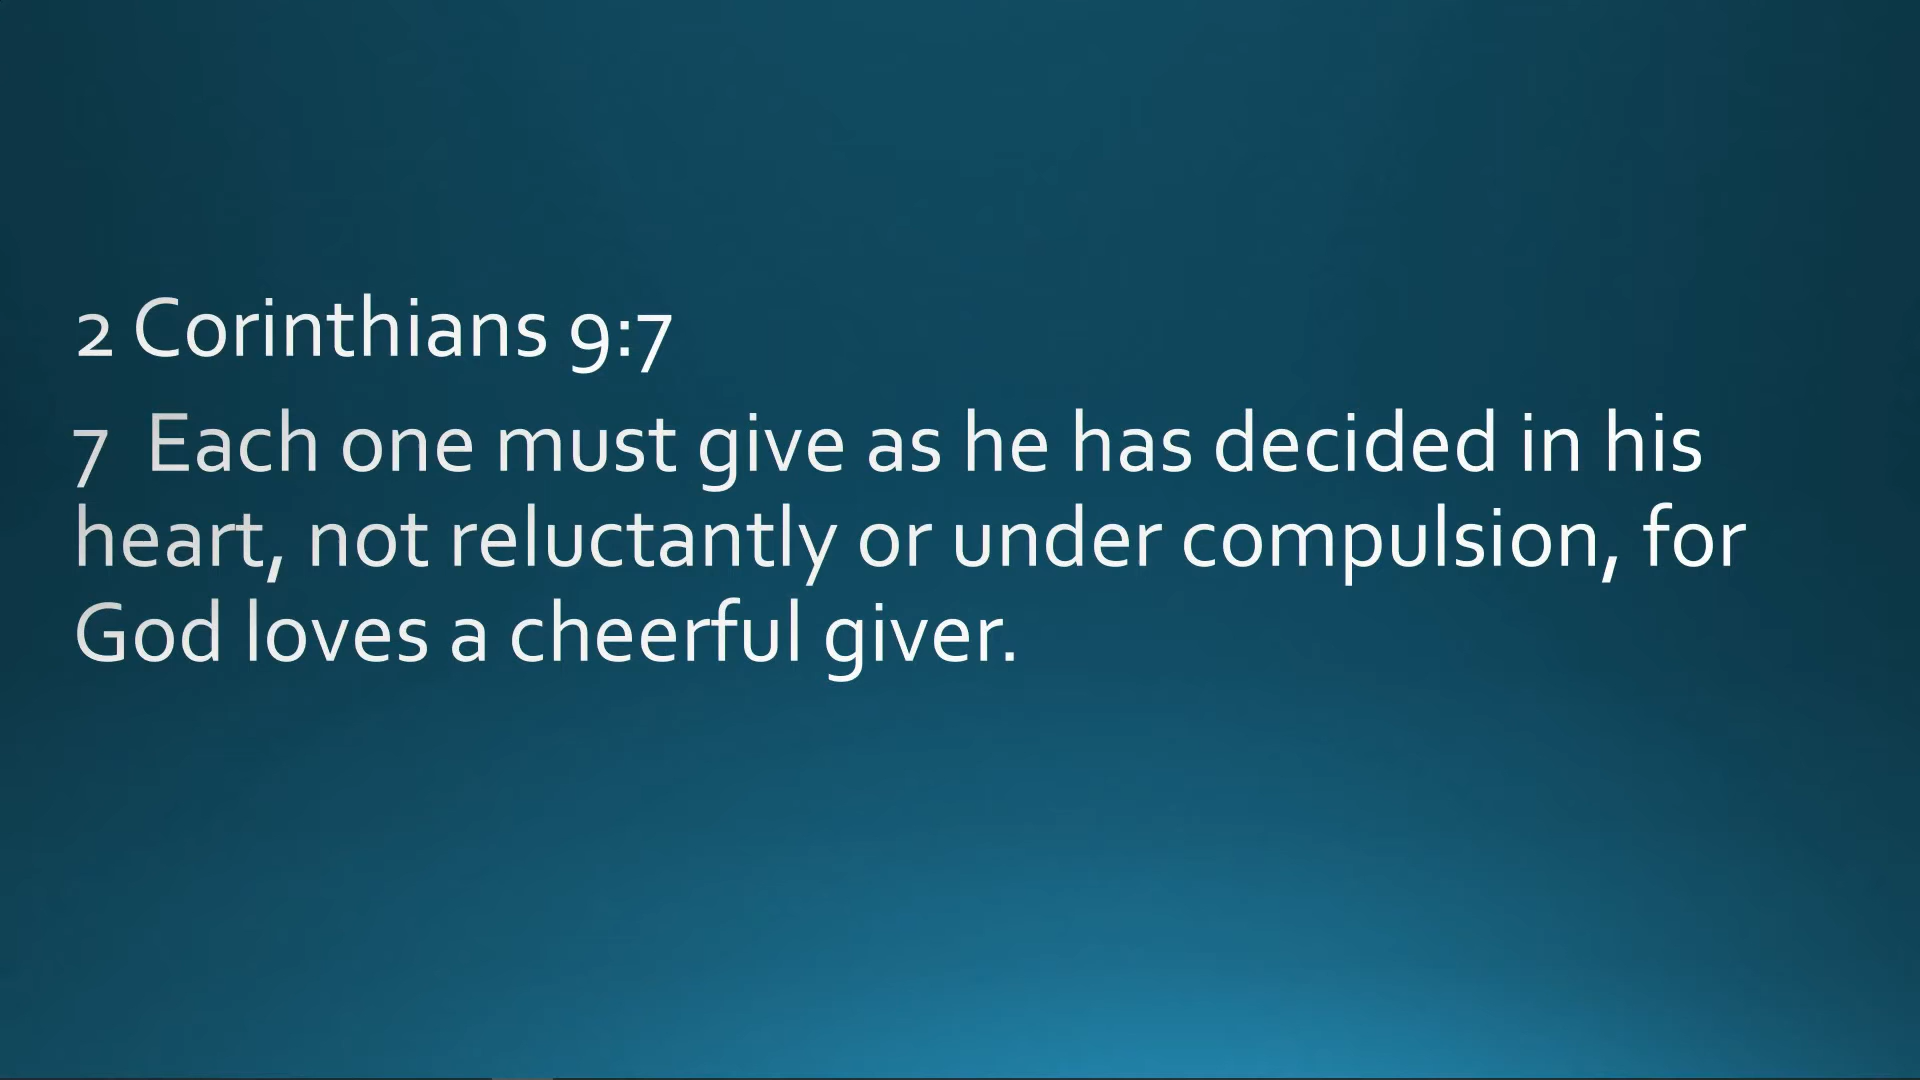 2 Corinthians 9:7
7  Each one must give as he has decided in his
heart, not reluctantly or under compulsion, for
God loves a cheerful giver.